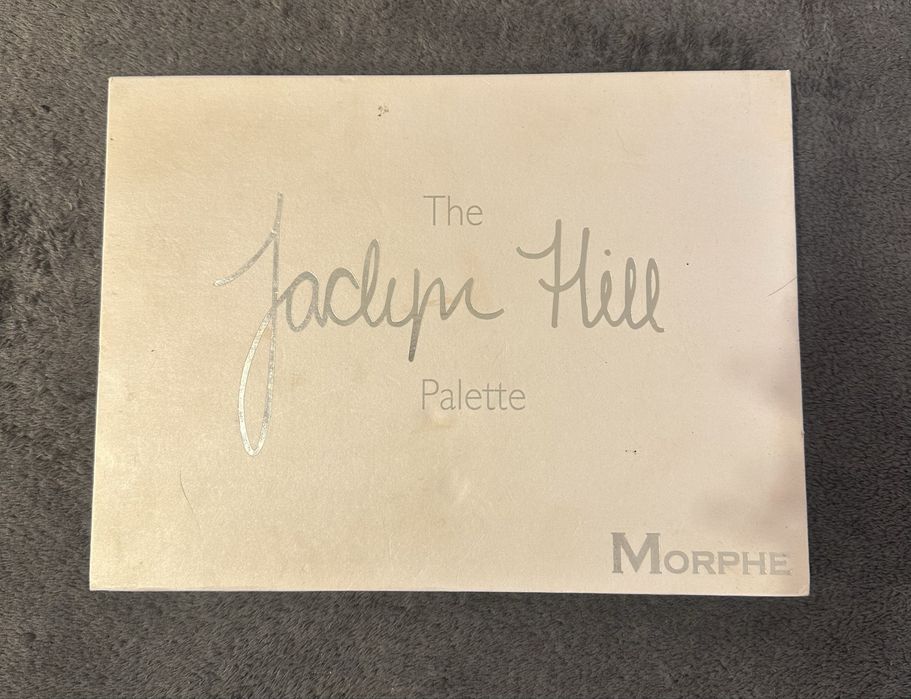 The
Jaclyn Hill
Palette
MORPHE